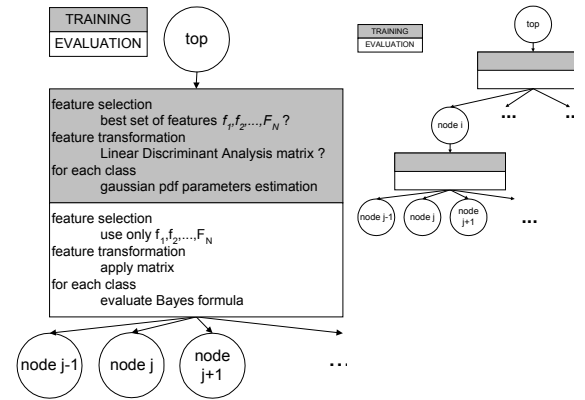 TRAINING
EVALUATION
top
feature selection
best set of features f1,f2,...,FN ?
feature transformation
Linear Discriminant Analysis matrix ?
for each class
gaussian pdf parameters estimation
feature selection
use only f1,f2,...,FN
feature transformation
apply matrix
for each class
evaluate Bayes formula
node j-1
node j
node
j+1
...
TRAINING
EVALUATION
top
node i
...
...
node j-1
node j
node
j+1
...